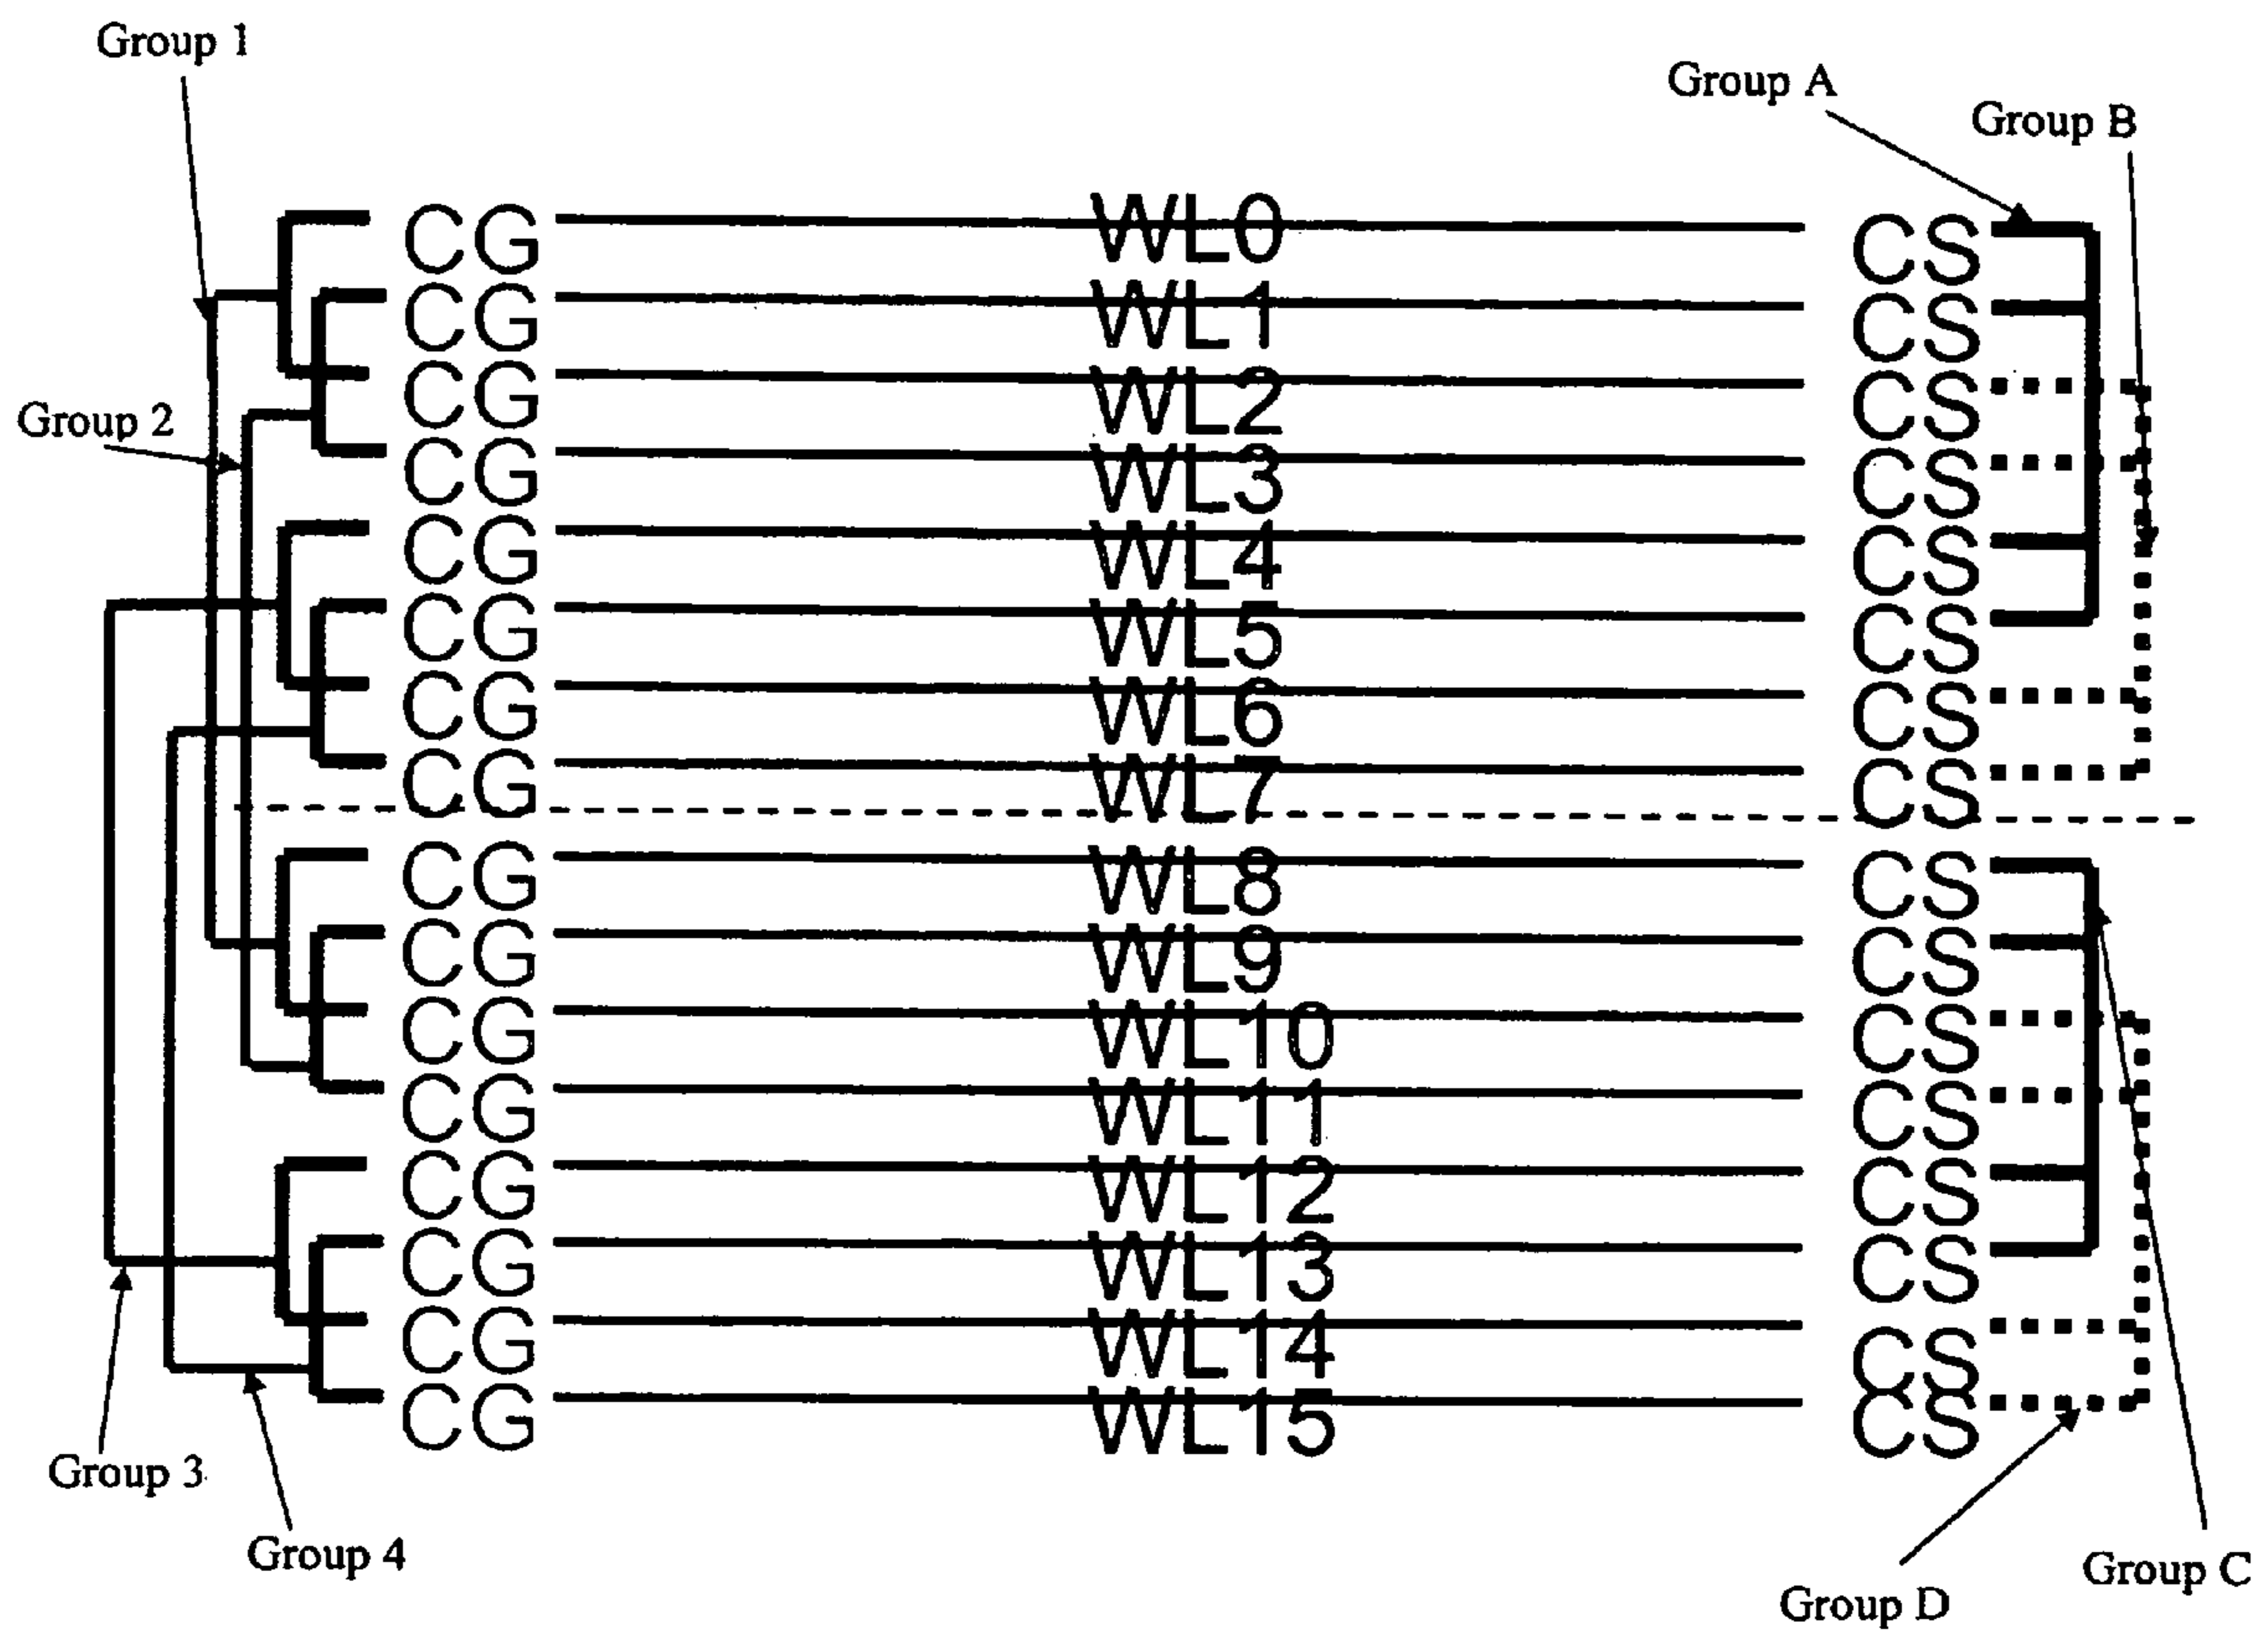 Group 1
Group A
Group B
CG WL0 CS
CG WL1 CS
CG WL2 CS
Group 2
CG WL3 CS
CG WL4 CS
CG WL5 CS
CG WL6 CS
CG WL7 CS
CG WL8 CS
CG WL9 CS
CG WL10 CS
CG WL11 CS
CG WL12 CS
CG WL13 CS
CG WL14 CS
CG WL15 CS
Group 3
Group 4
Group C
Group D